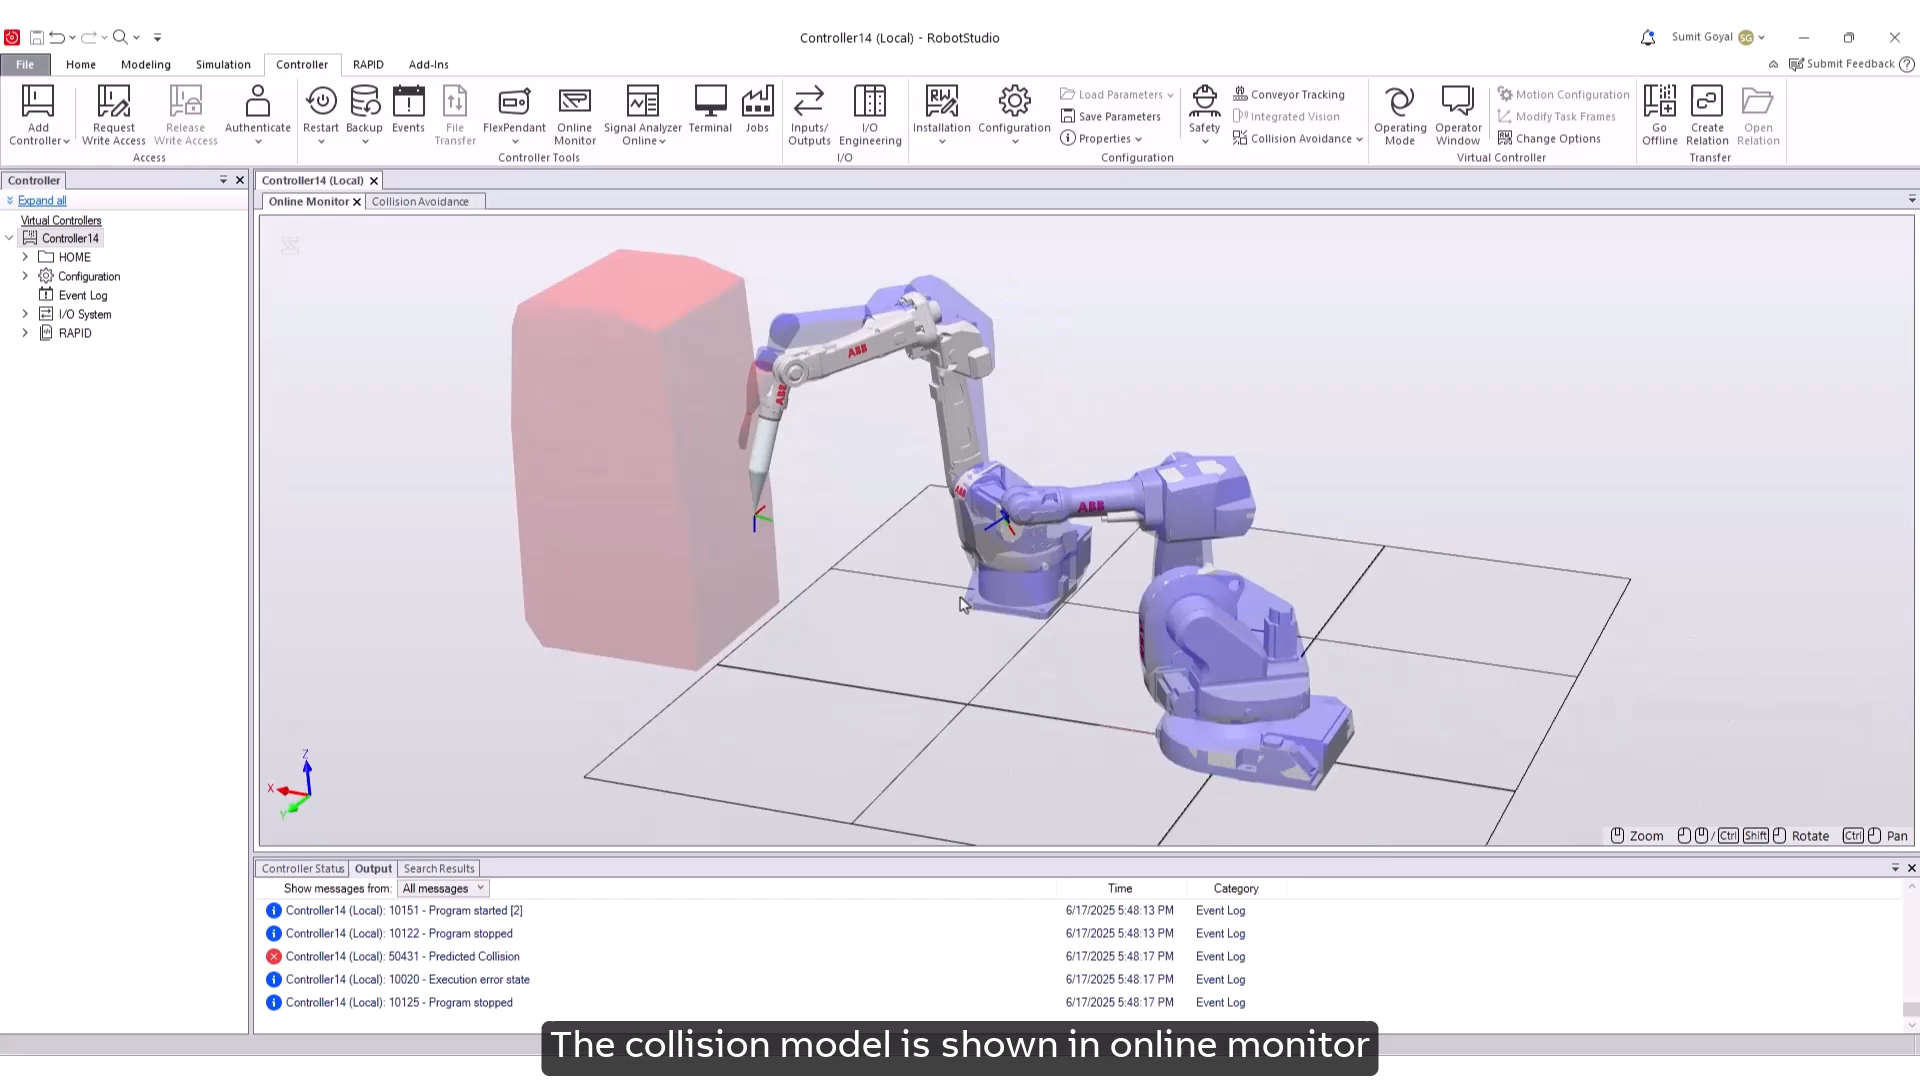 Controller14 (Local) - RobotStudio
Sumit Goyal
SG
File
Home
Modeling
Simulation
Controller
RAPID
Add-Ins
Submit Feedback
Add
Controller
Request
Write Access
Release
Write Access
Authenticate
Access
Restart
Backup
Events
File
Transfer
FlexPendant
Online
Monitor
Signal Analyzer
Online
Terminal
Jobs
Controller Tools
Inputs/
Outputs
I/O
Engineering
I/O
Installation
Configuration
Load Parameters
Save Parameters
Properties
Safety
Conveyor Tracking
Integrated Vision
Collision Avoidance
Configuration
Operating
Mode
Operator
Window
Motion Configuration
Modify Task Frames
Change Options
Virtual Controller
Go
Offline
Create
Relation
Open
Relation
Transfer
Controller
Expand all
Virtual Controllers
Controller14
HOME
Configuration
Event Log
I/O System
RAPID
Controller14 (Local)
Online Monitor
Collision Avoidance
ABB
ABB
ABB
ABB
Z
X
Y
Zoom
/ Ctrl Shift Rotate
Ctrl Pan
Controller Status
Output
Search Results
Show messages from: All messages
Time
Category
Controller14 (Local): 10151 - Program started [2] 6/17/2025 5:48:13 PM Event Log
Controller14 (Local): 10122 - Program stopped 6/17/2025 5:48:13 PM Event Log
Controller14 (Local): 50431 - Predicted Collision 6/17/2025 5:48:17 PM Event Log
Controller14 (Local): 10020 - Execution error state 6/17/2025 5:48:17 PM Event Log
Controller14 (Local): 10125 - Program stopped 6/17/2025 5:48:17 PM Event Log
The collision model is shown in online monitor